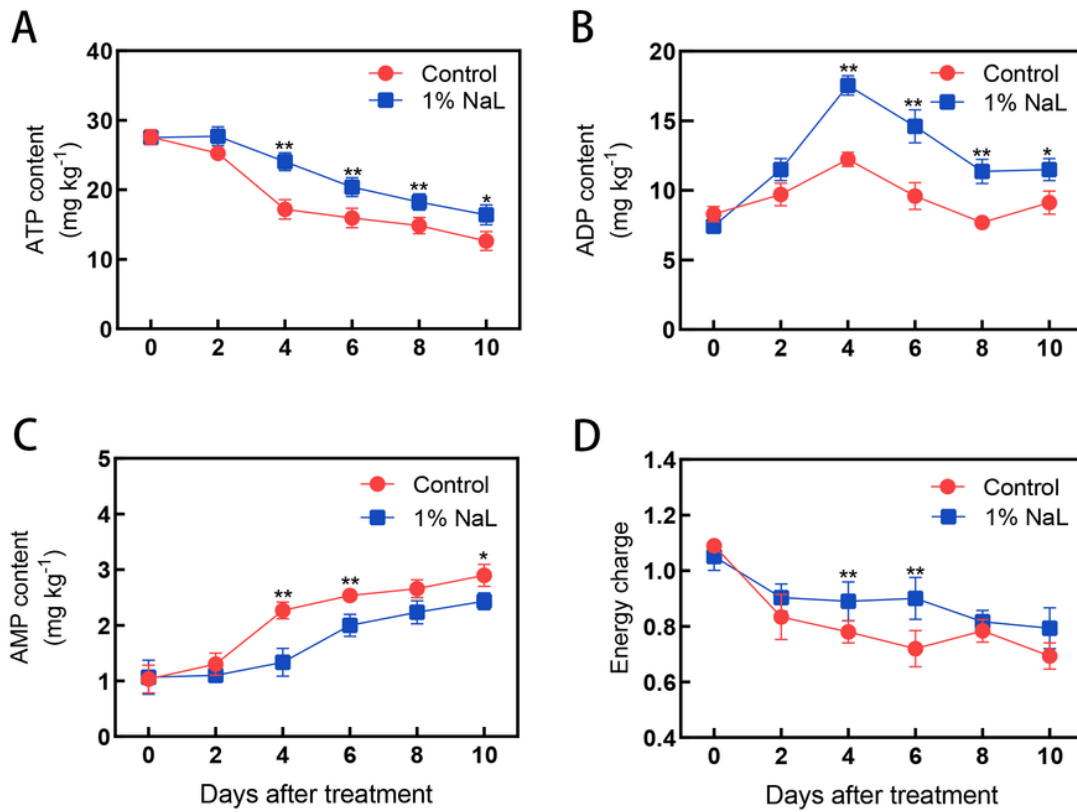 A
ATP content
(mg kg⁻¹)
40
30
20
10
0
Control
1% NaL
**
**
**
*
0 2 4 6 8 10
B
ADP content
(mg kg⁻¹)
20
15
10
5
0
Control
1% NaL
**
**
**
*
0 2 4 6 8 10
C
AMP content
(mg kg⁻¹)
5
4
3
2
1
0
Control
1% NaL
**
**
*
0 2 4 6 8 10
Days after treatment
D
Energy charge
1.4
1.2
1.0
0.8
0.6
0.4
Control
1% NaL
**
**
0 2 4 6 8 10
Days after treatment